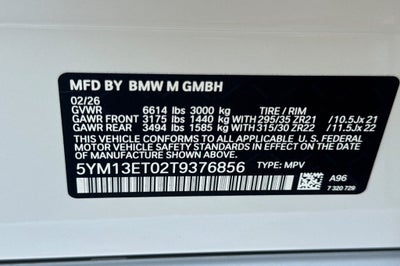 MFD BY BMW M GMBH
02/26
GVWR 6614 lbs 3000 kg TIRE / RIM
GAWR FRONT 3175 lbs 1440 kg 295/35 ZR21 / 10.5Jx 21
GAWR REAR 3494 lbs 1585 kg 315/30 ZR22 / 11.5Jx 22
THIS VEHICLE CONFORMS TO ALL APPLICABLE U. S. FEDERAL
MOTOR VEHICLE SAFETY STANDARDS IN EFFECT ON THE DATE OF
MANUFACTURE SHOWN ABOVE.
5YM13ET02T9376856 TYPE: MPV
A96
7 320 729